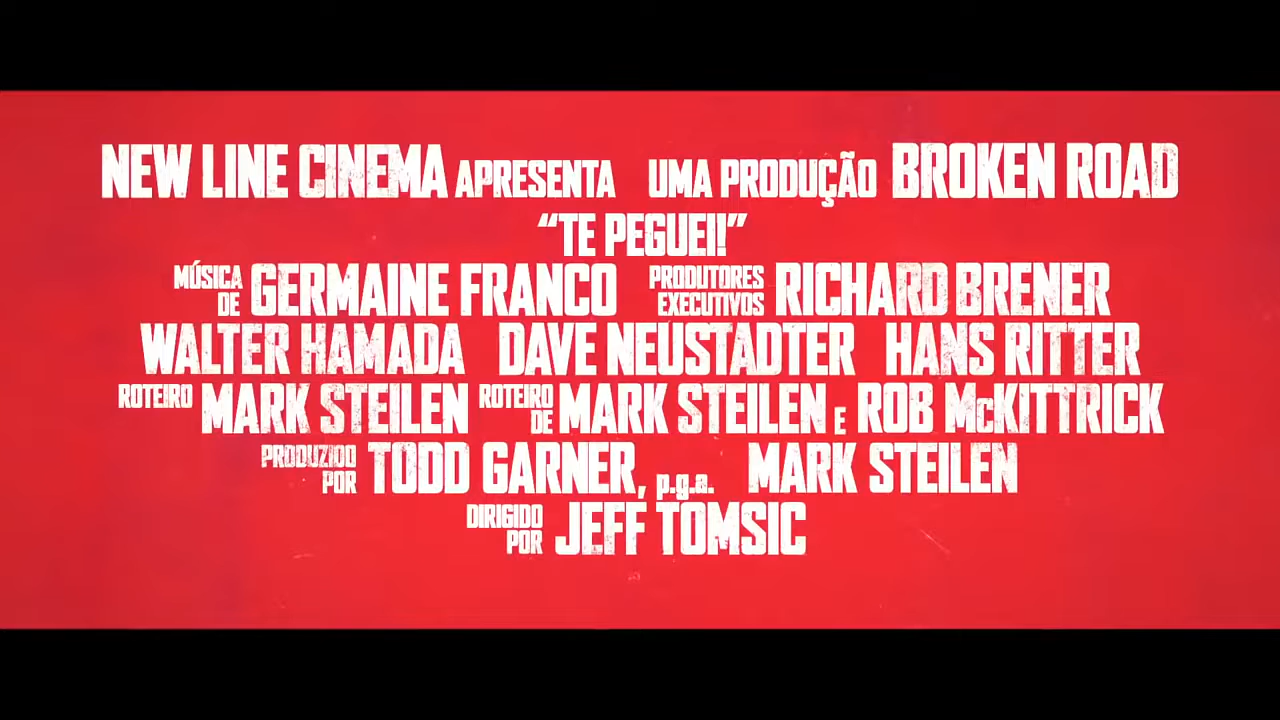 NEW LINE CINEMA APRESENTA UMA PRODUÇÃO BROKEN ROAD
“TE PEGUEI!”
MÚSICA DE GERMAINE FRANCO PRODUTORES EXECUTIVOS RICHARD BRENER
WALTER HAMADA DAVE NEUSTADTER HANS RITTER
ROTEIRO MARK STEILEN ROTEIRO DE MARK STEILEN E ROB McKITTRICK
PRODUZIDO POR TODD GARNER, p.g.a. MARK STEILEN
DIRIGIDO POR JEFF TOMSIC